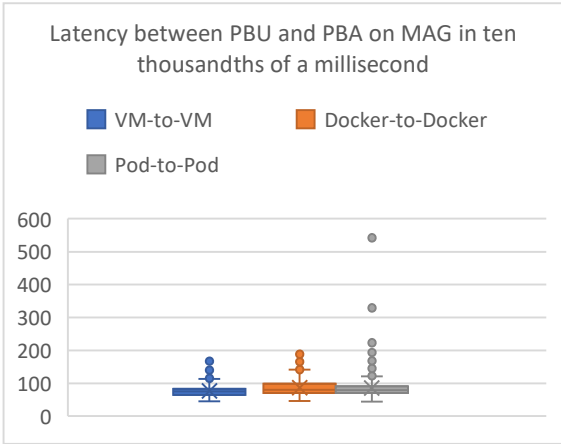 Latency between PBU and PBA on MAG in ten
thousandths of a millisecond
VM-to-VM
Docker-to-Docker
Pod-to-Pod
600
500
400
300
200
100
0